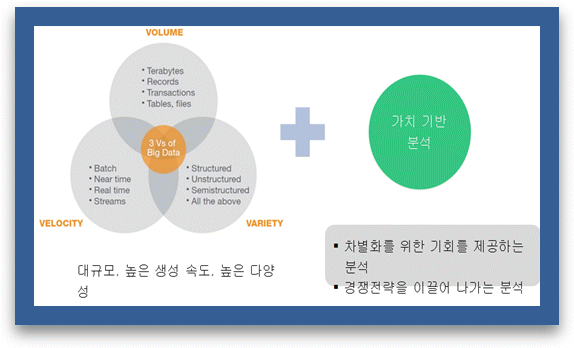 VOLUME
• Terabytes
• Records
• Transactions
• Tables, files
3 Vs of
Big Data
• Batch
• Near time
• Real time
• Streams
• Structured
• Unstructured
• Semistructured
• All the above
VELOCITY
VARIETY
대규모, 높은 생성 속도, 높은 다양
성
가치 기반
분석
▪ 차별화를 위한 기회를 제공하는
분석
▪ 경쟁전략을 이끌어 나가는 분석